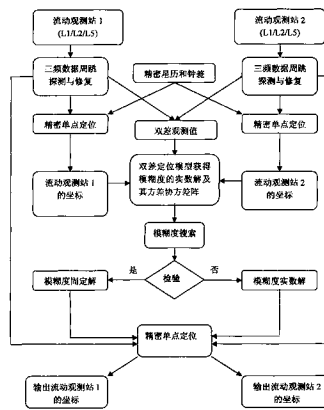 流动观测站 1
(L1/L2/L5)
流动观测站 2
(L1/L2/L5)
三频数据周跳
探测与修复
精密星历和钟差
三频数据周跳
探测与修复
精密单点定位
双差观测值
精密单点定位
流动观测站 1
的坐标
双差定位模型获得
模糊度的实数解及
其方差协方差阵
流动观测站 2
的坐标
模糊度搜索
是
否
模糊度固定解
检验
模糊度实数解
精密单点定位
输出流动观测站 1
的坐标
输出流动观测站 2
的坐标